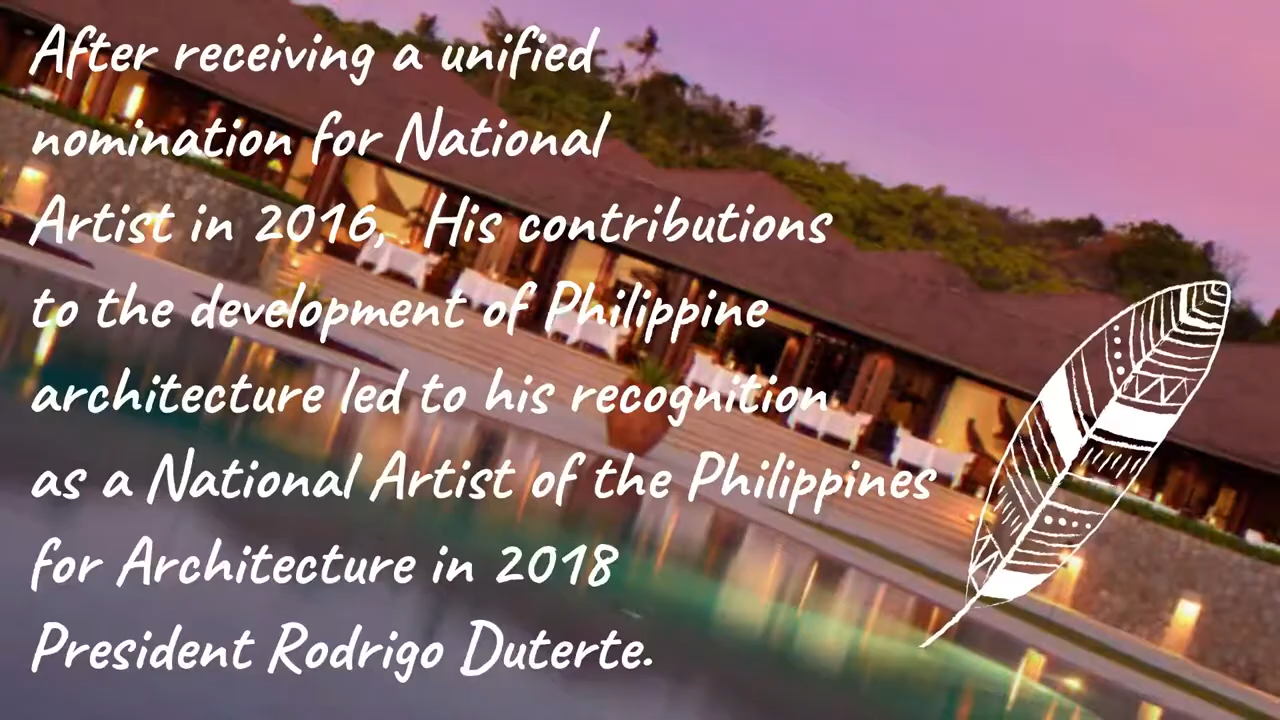 After receiving a unified
nomination for National
Artist in 2016,  His contributions
to the development of Philippine
architecture led to his recognition
as a National Artist of the Philippines
for Architecture in 2018
President Rodrigo Duterte.